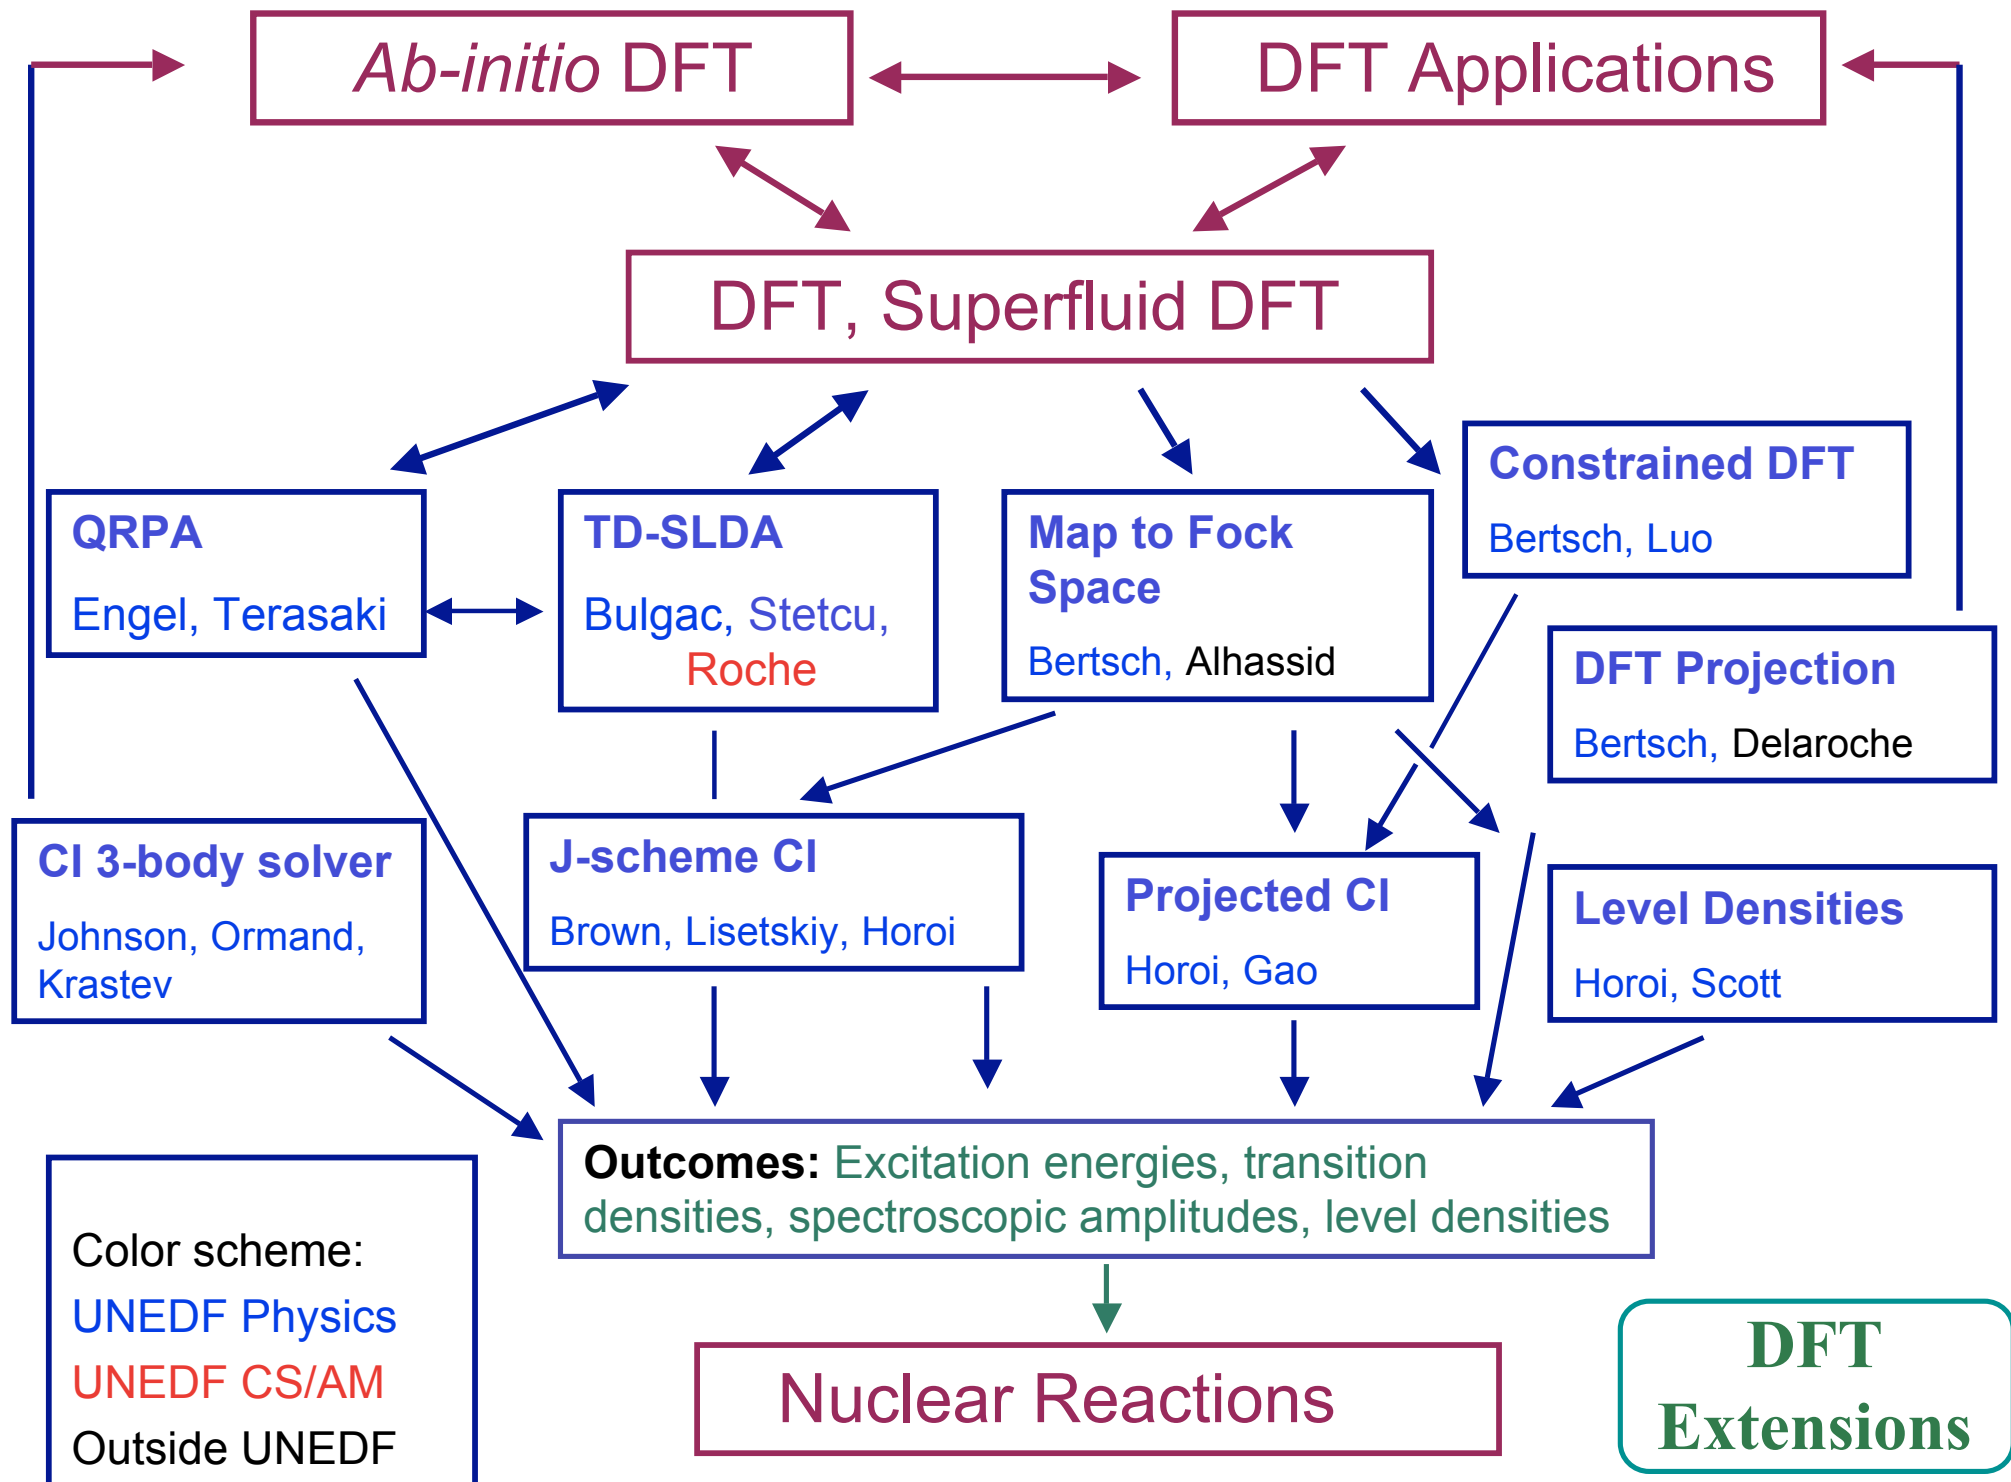 Ab-initio DFT
DFT Applications
DFT, Superfluid DFT
Constrained DFT
Bertsch, Luo
QRPA
Engel, Terasaki
TD-SLDA
Bulgac, Stetcu,
Roche
Map to Fock
Space
Bertsch, Alhassid
DFT Projection
Bertsch, Delaroche
CI 3-body solver
Johnson, Ormand,
Krastev
J-scheme CI
Brown, Lisetskiy, Horoi
Projected CI
Horoi, Gao
Level Densities
Horoi, Scott
Outcomes: Excitation energies, transition
densities, spectroscopic amplitudes, level densities
Color scheme:
UNEDF Physics
UNEDF CS/AM
Outside UNEDF
Nuclear Reactions
DFT
Extensions